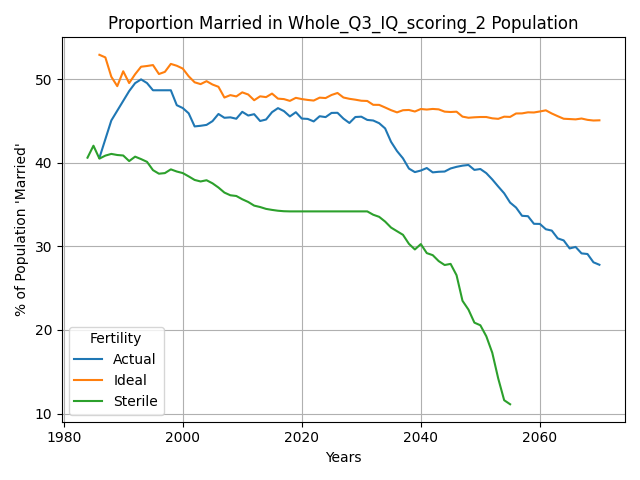 Proportion Married in Whole_Q3_IQ_scoring_2 Population
% of Population 'Married'
50
40
30
20
10
Fertility
Actual
Ideal
Sterile
1980
2000
2020
2040
2060
Years